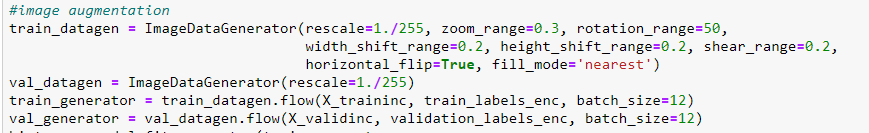 #image augmentation
train_datagen = ImageDataGenerator(rescale=1./255, zoom_range=0.3, rotation_range=50,
width_shift_range=0.2, height_shift_range=0.2, shear_range=0.2,
horizontal_flip=True, fill_mode='nearest')
val_datagen = ImageDataGenerator(rescale=1./255)
train_generator = train_datagen.flow(X_traininc, train_labels_enc, batch_size=12)
val_generator = val_datagen.flow(X_validinc, validation_labels_enc, batch_size=12)